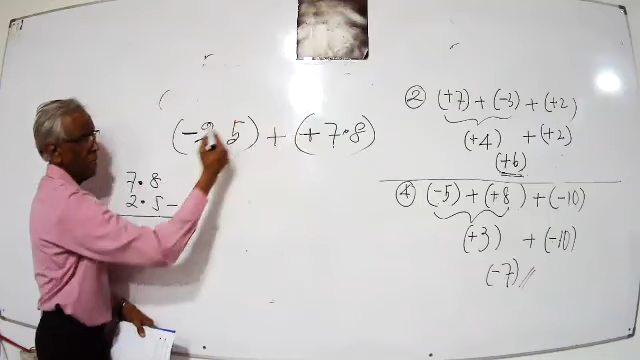 (-2.5) + (+7.8)
7.8
2.5 -
② (+7) + (-3) + (+2)
(+4) + (+2)
(+6)
④ (-5) + (+8) + (-10)
(+3) + (-10)
(-7) //